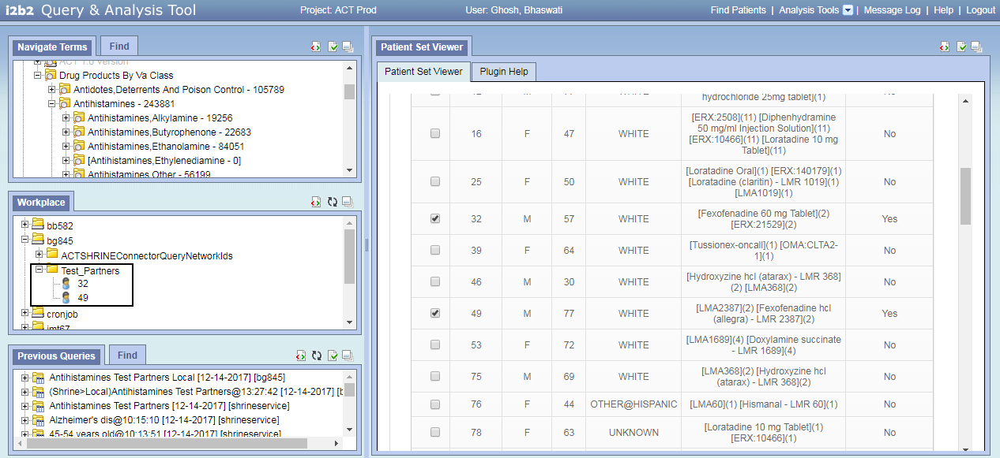 i2b2 Query & Analysis Tool
Project: ACT Prod
User: Ghosh, Bhaswati
Find Patients | Analysis Tools | Message Log | Help | Logout
Navigate Terms
Find
ACT 1.0 Version
Drug Products By Va Class
Antidotes,Deterrents And Poison Control - 105789
Antihistamines - 243881
Antihistamines,Alkylamine - 19256
Antihistamines,Butyrophenone - 22683
Antihistamines,Ethanolamine - 84051
[Antihistamines,Ethylenediamine - 0]
Antihistamines Other - 56199
Workplace
bb582
bg845
ACTSHRINEConnectorQueryNetworkIds
Test_Partners
32
49
cronjob
jmt67
Previous Queries
Find
Antihistamines Test Partners Local [12-14-2017] [bg845]
(Shrine>Local)Antihistamines Test Partners@13:27:42 [12-14-2017] [b
Antihistamines Test Partners [12-14-2017] [shrineservice]
Alzheimer's dis@10:15:10 [12-14-2017] [shrineservice]
45-54 years old@10:13:51 [12-14-2017] [shrineservice]
Patient Set Viewer
Patient Set Viewer
Plugin Help
hydrochloride 25mg tablet](1)
16 F 47 WHITE [ERX:2508](11) [Diphenhydramine
50 mg/ml Injection Solution](11)
[ERX:10466](11) [Loratadine 10 mg
Tablet](11) No
25 F 50 WHITE [Loratadine Oral](1) [ERX:140179](1)
[Loratadine (claritin) - LMR 1019](1)
[LMA1019](1) No
32 M 57 WHITE [Fexofenadine 60 mg Tablet](2)
[ERX:21529](2) Yes
39 F 64 WHITE [Tussionex-oncall](1) [OMA:CLTA2-
1](1) No
46 M 30 WHITE [Hydroxyzine hcl (atarax) - LMR 368]
(2) [LMA368](2) No
49 M 77 WHITE [LMA2387](2) [Fexofenadine hcl
(allegra) - LMR 2387](2) Yes
53 F 72 WHITE [LMA1689](4) [Doxylamine succinate
- LMR 1689](4) No
75 M 69 WHITE [LMA368](2) [Hydroxyzine hcl
(atarax) - LMR 368](2) No
76 F 44 OTHER@HISPANIC [LMA60](1) [Hismanal - LMR 60](1) No
78 F 63 UNKNOWN [Loratadine 10 mg Tablet](1)
[ERX:10466](1) No